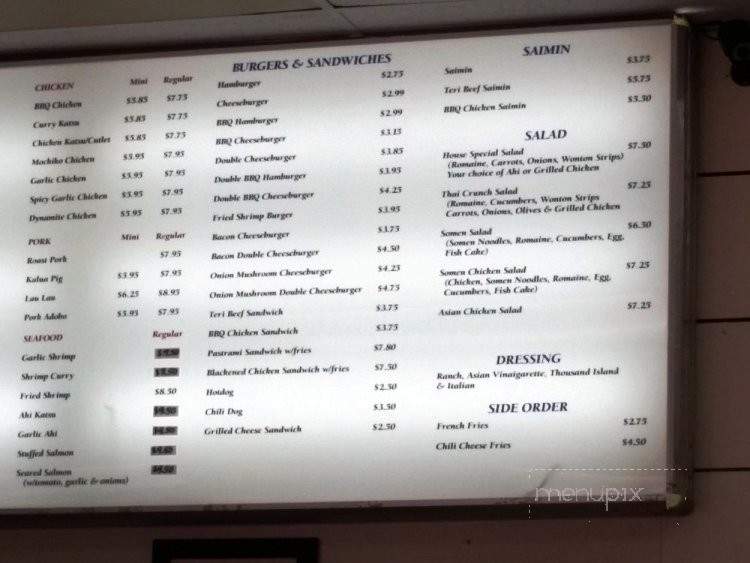 CHICKEN Mini Regular
BBQ Chicken $5.85 $7.75
Curry Katsu $5.85 $7.75
Chicken Katsu/Cutlet $5.85 $7.75
Mochiko Chicken $5.95 $7.95
Garlic Chicken $5.95 $7.95
Spicy Garlic Chicken $5.95 $7.95
Dynamite Chicken $5.95 $7.95
PORK Mini Regular
Roast Pork $7.95
Kalua Pig $5.95 $7.95
Lau Lau $6.25 $8.95
Pork Adobo $5.95 $7.95
SEAFOOD Regular
Garlic Shrimp
Shrimp Curry
Fried Shrimp $8.50
Ahi Katsu
Garlic Ahi
Stuffed Salmon
Seared Salmon
(w/tomato, garlic & onions)
BURGERS & SANDWICHES
Hamburger $2.75
Cheeseburger $2.99
BBQ Hamburger $2.99
BBQ Cheeseburger $3.15
Double Cheeseburger $3.85
Double BBQ Hamburger $3.95
Double BBQ Cheeseburger $4.25
Fried Shrimp Burger $3.95
Bacon Cheeseburger $3.75
Bacon Double Cheeseburger $4.50
Onion Mushroom Cheeseburger $4.25
Onion Mushroom Double Cheeseburger $4.75
Teri Beef Sandwich $3.75
BBQ Chicken Sandwich $3.75
Pastrami Sandwich w/fries $7.80
Blackened Chicken Sandwich w/fries $7.50
Hotdog $2.50
Chili Dog $3.50
Grilled Cheese Sandwich $2.50
SAIMIN
Saimin $3.75
Teri Beef Saimin $5.75
BBQ Chicken Saimin $5.50
SALAD
House Special Salad $7.50
(Romaine, Carrots, Onions, Wonton Strips)
Your choice of Ahi or Grilled Chicken
Thai Crunch Salad $7.25
(Romaine, Cucumbers, Wonton Strips
Carrots, Onions, Olives & Grilled Chicken
Somen Salad $6.50
(Somen Noodles, Romaine, Cucumbers, Egg,
Fish Cake)
Somen Chicken Salad $7.25
(Chicken, Somen Noodles, Romaine, Egg,
Cucumbers, Fish Cake)
Asian Chicken Salad $7.25
DRESSING
Ranch, Asian Vinaigarette, Thousand Island
& Italian
SIDE ORDER
French Fries $2.75
Chili Cheese Fries $4.50
menupix